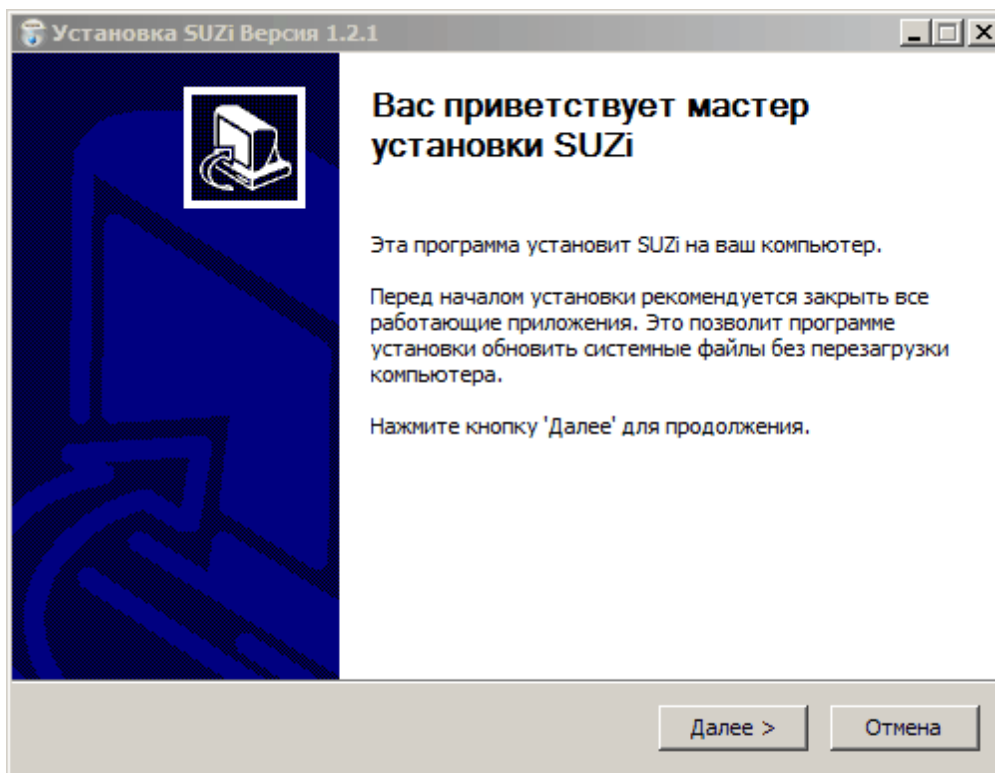 Установка SUZi Версия 1.2.1
Вас приветствует мастер
установки SUZi
Эта программа установит SUZi на ваш компьютер.
Перед началом установки рекомендуется закрыть все
работающие приложения. Это позволит программе
установки обновить системные файлы без перезагрузки
компьютера.
Нажмите кнопку 'Далее' для продолжения.
Далее >
Отмена